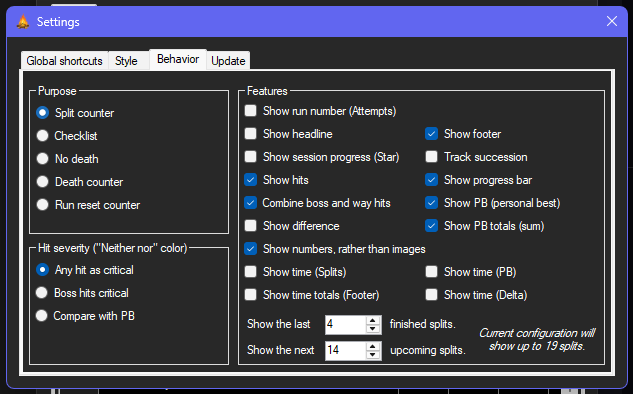 Settings
Global shortcuts Style Behavior Update
Purpose
Split counter
Checklist
No death
Death counter
Run reset counter
Hit severity ("Neither nor" color)
Any hit as critical
Boss hits critical
Compare with PB
Features
Show run number (Attempts)
Show headline Show footer
Show session progress (Star) Track succession
Show hits Show progress bar
Combine boss and way hits Show PB (personal best)
Show difference Show PB totals (sum)
Show numbers, rather than images
Show time (Splits) Show time (PB)
Show time totals (Footer) Show time (Delta)
Show the last 4 finished splits.
Show the next 14 upcoming splits.
Current configuration will
show up to 19 splits.